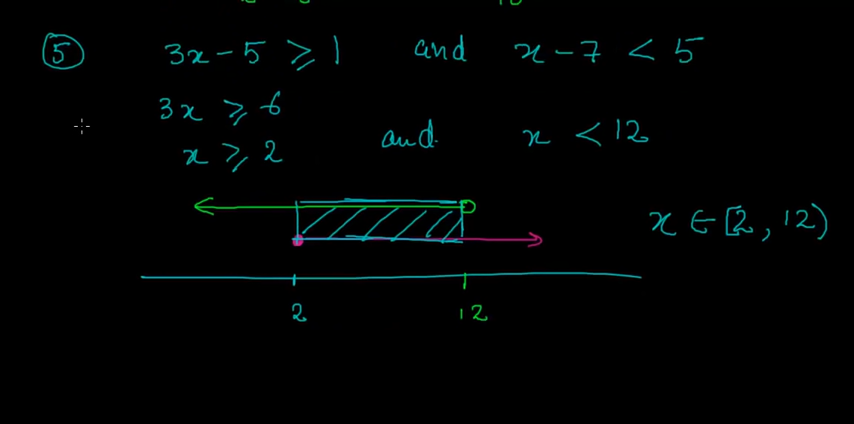 ⑤ 3x - 5 ⩾ 1 and x - 7 < 5
3x ⩾ 6
x ⩾ 2 and x < 12
x ∈ [2, 12)
2 12